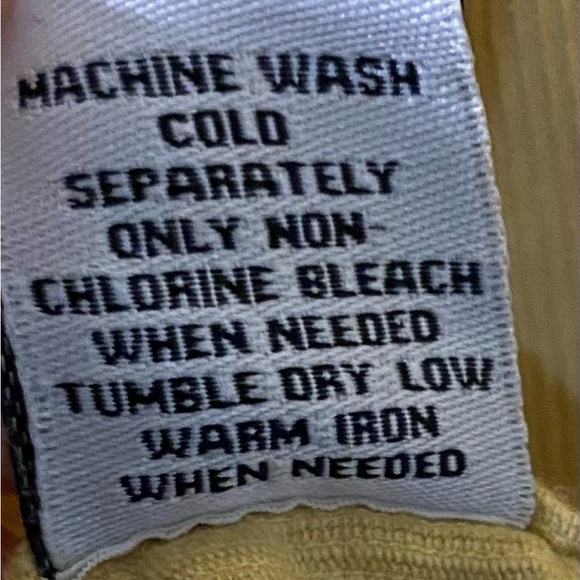 MACHINE WASH
COLD
SEPARATELY
ONLY NON-
CHLORINE BLEACH
WHEN NEEDED
TUMBLE DRY LOW
WARM IRON
WHEN NEEDED